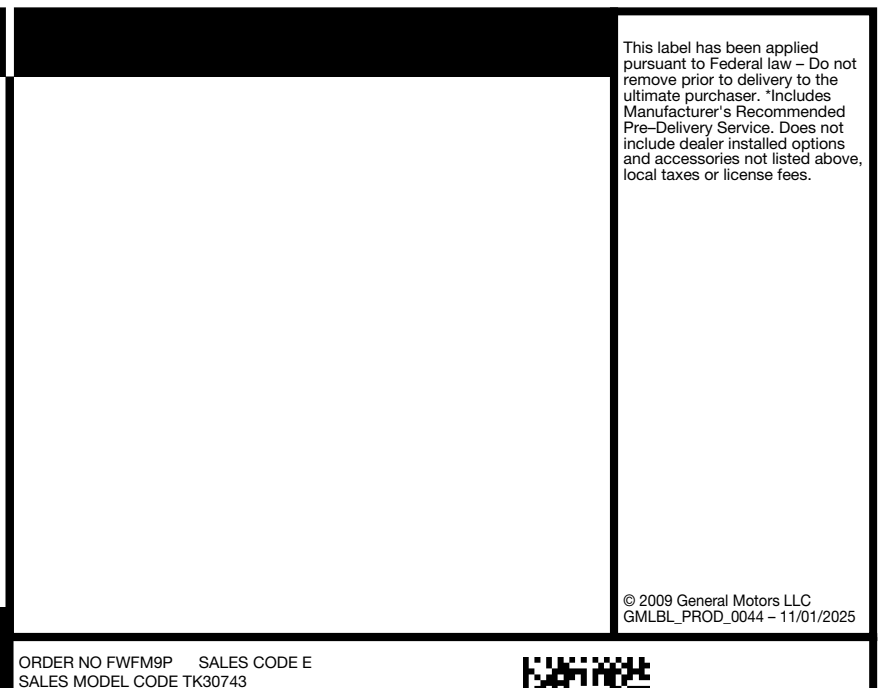 This label has been applied
pursuant to Federal law – Do not
remove prior to delivery to the
ultimate purchaser. *Includes
Manufacturer's Recommended
Pre–Delivery Service. Does not
include dealer installed options
and accessories not listed above,
local taxes or license fees.
© 2009 General Motors LLC
GMLBL_PROD_0044 – 11/01/2025
ORDER NO FWFM9P SALES CODE E
SALES MODEL CODE TK30743